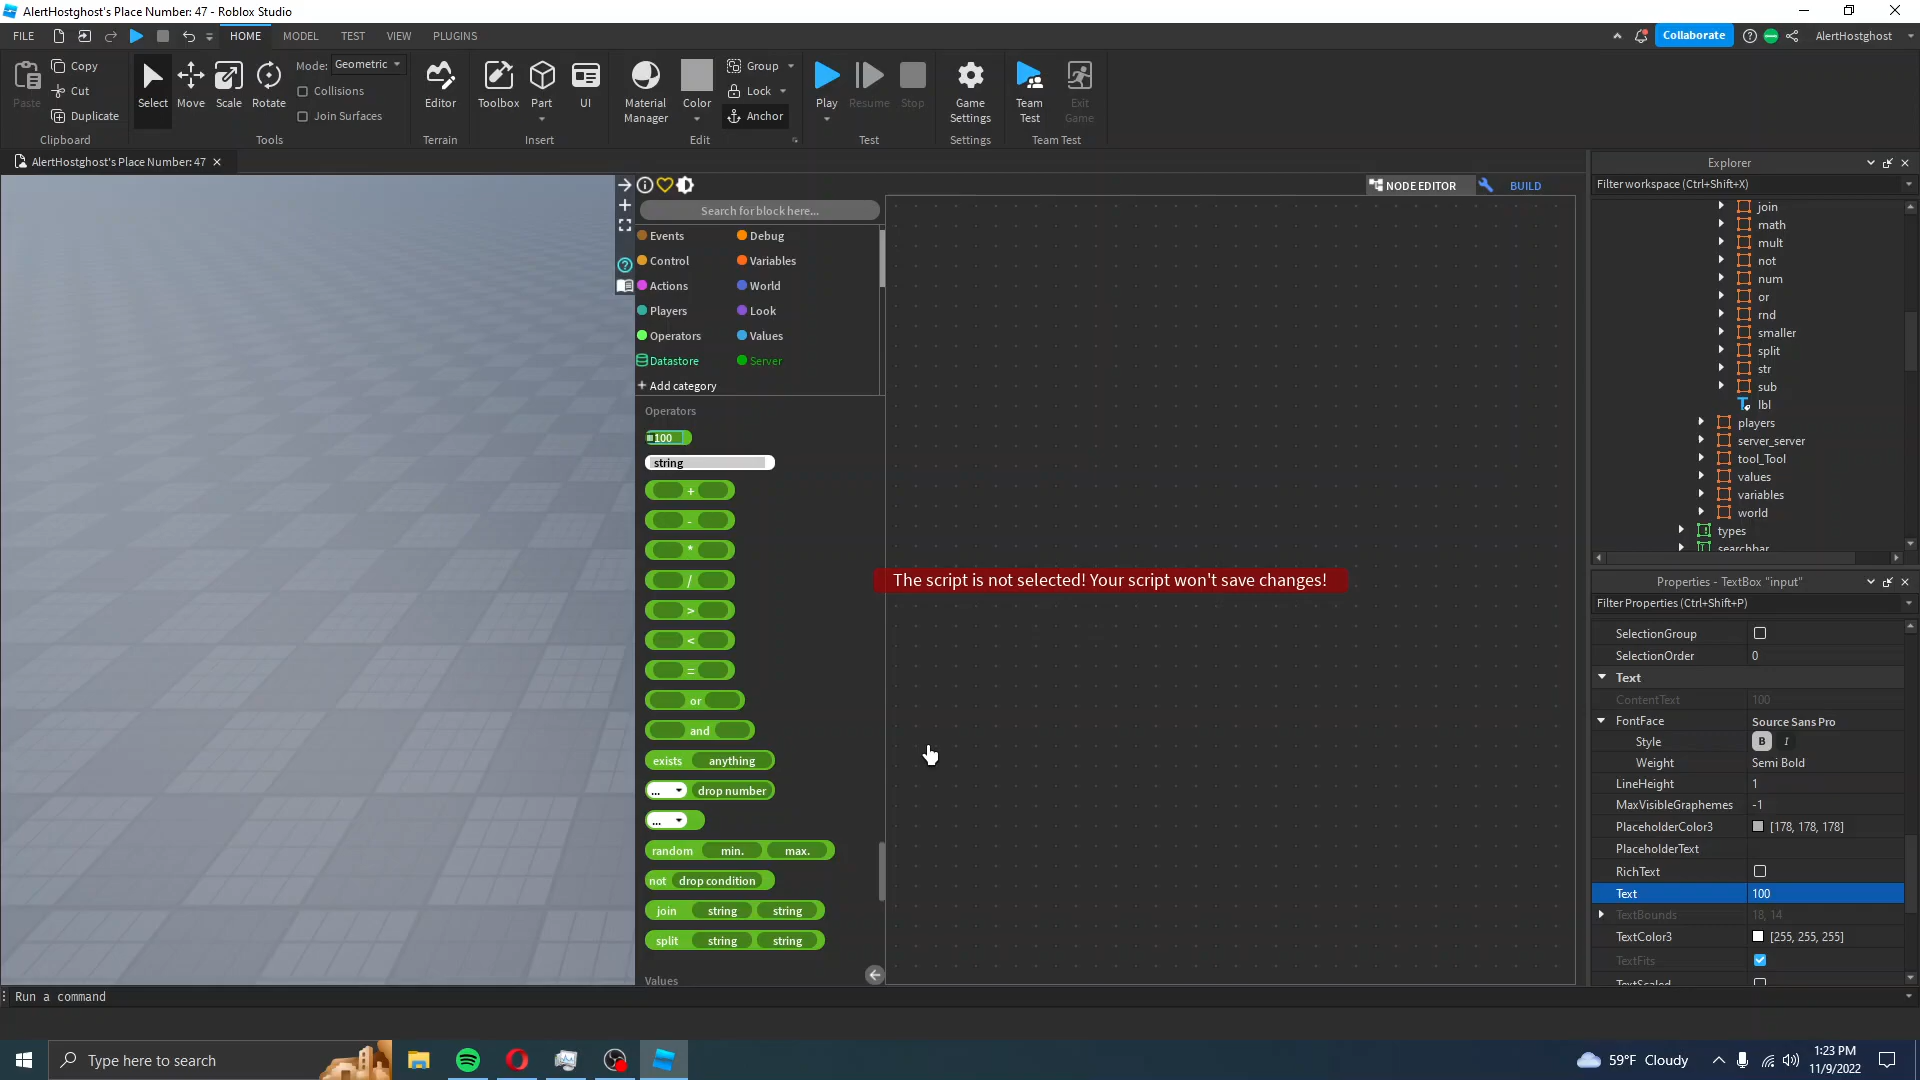 AlertHostghost's Place Number: 47 - Roblox Studio
FILE HOME MODEL TEST VIEW PLUGINS Collaborate AlertHostghost
Paste Copy Cut Duplicate Clipboard
Select Move Scale Rotate Mode: Geometric Collisions Join Surfaces Tools
Editor Terrain
Toolbox Part UI Insert
Material Manager Color Group Lock Anchor Edit
Play Resume Stop Test
Game Settings Settings
Team Test Exit Game Team Test
AlertHostghost's Place Number: 47
NODE EDITOR BUILD
Search for block here...
Events Debug
Control Variables
Actions World
Players Look
Operators Values
Datastore Server
+ Add category
Operators
100
string
+
-
*
/
>
<
=
or
and
exists anything
... drop number
...
random min. max.
not drop condition
join string string
split string string
Values
The script is not selected! Your script won't save changes!
Explorer
Filter workspace (Ctrl+Shift+X)
join
math
mult
not
num
or
rnd
smaller
split
str
sub
lbl
players
server_server
tool_Tool
values
variables
world
types
searchbar
Properties - TextBox "input"
Filter Properties (Ctrl+Shift+P)
SelectionGroup
SelectionOrder 0
Text
ContentText 100
FontFace Source Sans Pro
Style B I
Weight Semi Bold
LineHeight 1
MaxVisibleGraphemes -1
PlaceholderColor3 [178, 178, 178]
PlaceholderText
RichText
Text 100
TextBounds 18, 14
TextColor3 [255, 255, 255]
TextFits
TextScaled
Run a command
Type here to search
59°F Cloudy
1:23 PM
11/9/2022